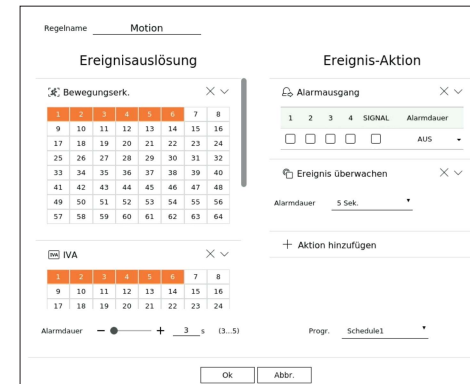 Regelname Motion
Ereignisauslösung
Bewegungserk.
1 2 3 4 5 6 7 8
9 10 11 12 13 14 15 16
17 18 19 20 21 22 23 24
25 26 27 28 29 30 31 32
33 34 35 36 37 38 39 40
41 42 43 44 45 46 47 48
49 50 51 52 53 54 55 56
57 58 59 60 61 62 63 64
IVA IVA
1 2 3 4 5 6 7 8
9 10 11 12 13 14 15 16
17 18 19 20 21 22 23 24
Alarmdauer 3 s (3...5)
Ereignis-Aktion
Alarmausgang
1 2 3 4 SIGNAL Alarmdauer
AUS
Ereignis überwachen
Alarmdauer 5 Sek.
Aktion hinzufügen
Progr. Schedule1
Ok Abbr.